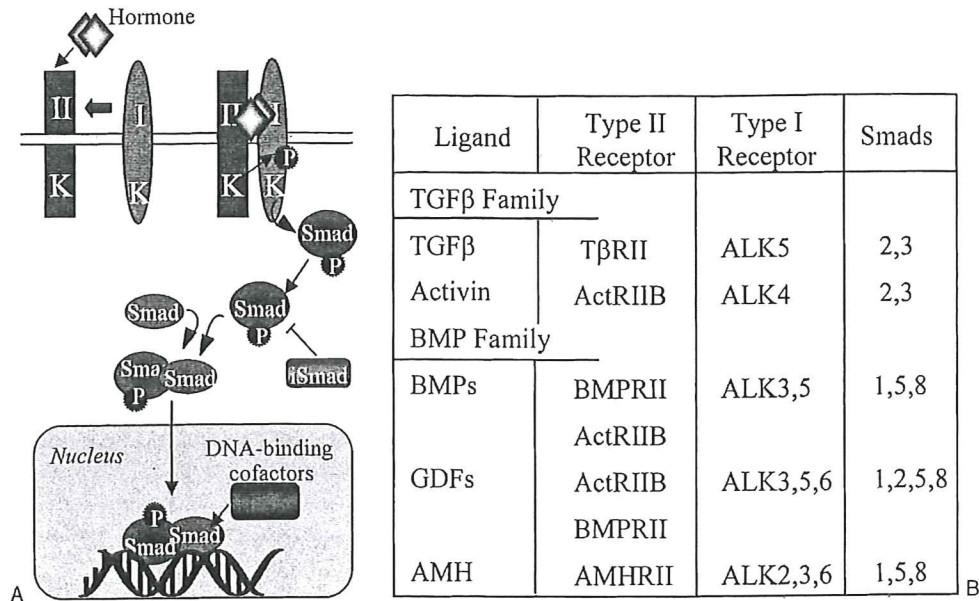 Hormone
II
I
II
I
K
K
K
P
K
Smad
P
Smad
Smad
P
Sma
Smad
P
iSmad
Nucleus
DNA-binding
cofactors
P
Smad
Smad
A
Ligand Type II Receptor Type I Receptor Smads
TGFβ Family
TGFβ TβRII ALK5 2,3
Activin ActRIIB ALK4 2,3
BMP Family
BMPs BMPRII ALK3,5 1,5,8
ActRIIB
GDFs ActRIIB ALK3,5,6 1,2,5,8
BMPRII
AMH AMHRII ALK2,3,6 1,5,8
B